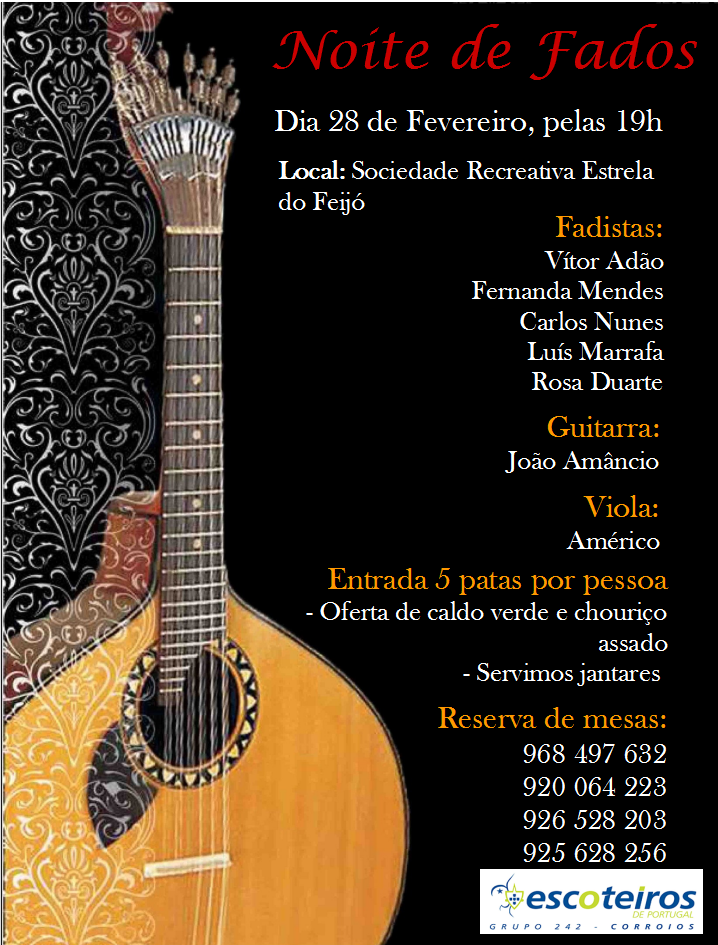 Noite de Fados
Dia 28 de Fevereiro, pelas 19h
Local: Sociedade Recreativa Estrela
do Feijó
Fadistas:
Vítor Adão
Fernanda Mendes
Carlos Nunes
Luís Marrafa
Rosa Duarte
Guitarra:
João Amâncio
Viola:
Américo
Entrada 5 patas por pessoa
- Oferta de caldo verde e chouriço
assado
- Servimos jantares
Reserva de mesas:
968 497 632
920 064 223
926 528 203
925 628 256
escoteiros
DE PORTUGAL
GRUPO 242 - CORROIOS